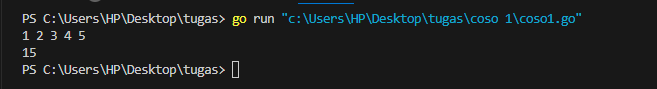 PS C:\Users\HP\Desktop\tugas> go run "c:\Users\HP\Desktop\tugas\coso 1\coso1.go"
1 2 3 4 5
15
PS C:\Users\HP\Desktop\tugas>